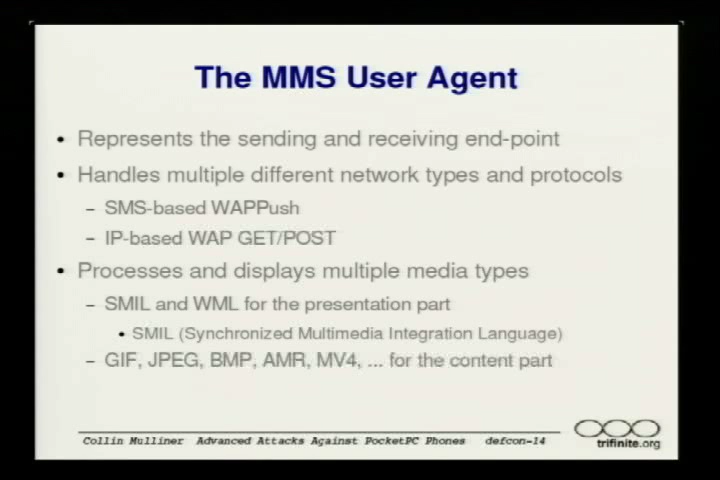 The MMS User Agent
• Represents the sending and receiving end-point
• Handles multiple different network types and protocols
– SMS-based WAPPush
– IP-based WAP GET/POST
• Processes and displays multiple media types
– SMIL and WML for the presentation part
• SMIL (Synchronized Multimedia Integration Language)
– GIF, JPEG, BMP, AMR, MV4, ... for the content part
Collin Mulliner Advanced Attacks Against PocketPC Phones defcon-14
trifinite.org